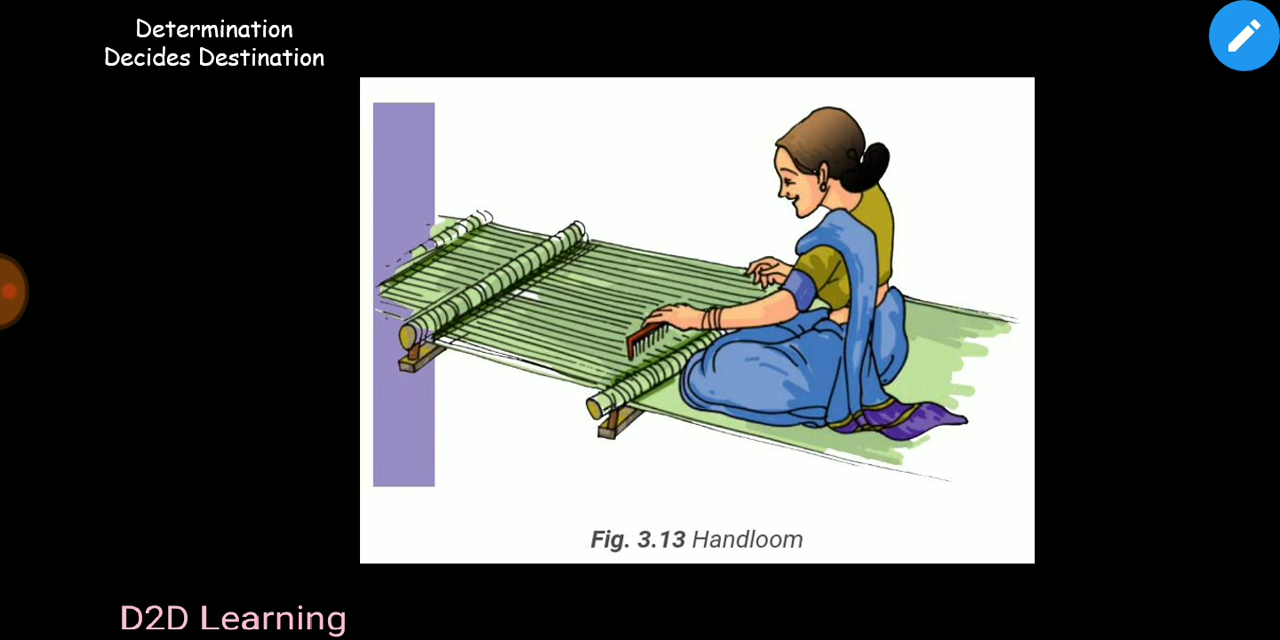 Determination
Decides Destination
Fig. 3.13 Handloom
D2D Learning